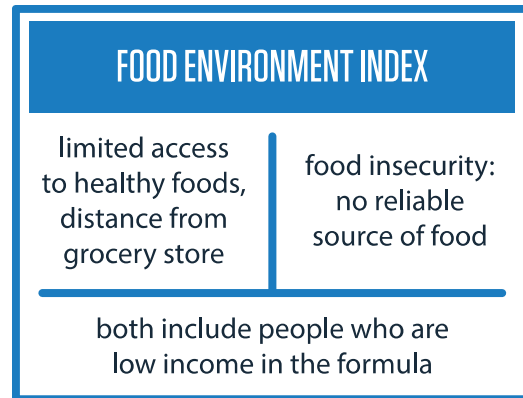 FOOD ENVIRONMENT INDEX
limited access
to healthy foods,
distance from
grocery store
food insecurity:
no reliable
source of food
both include people who are
low income in the formula